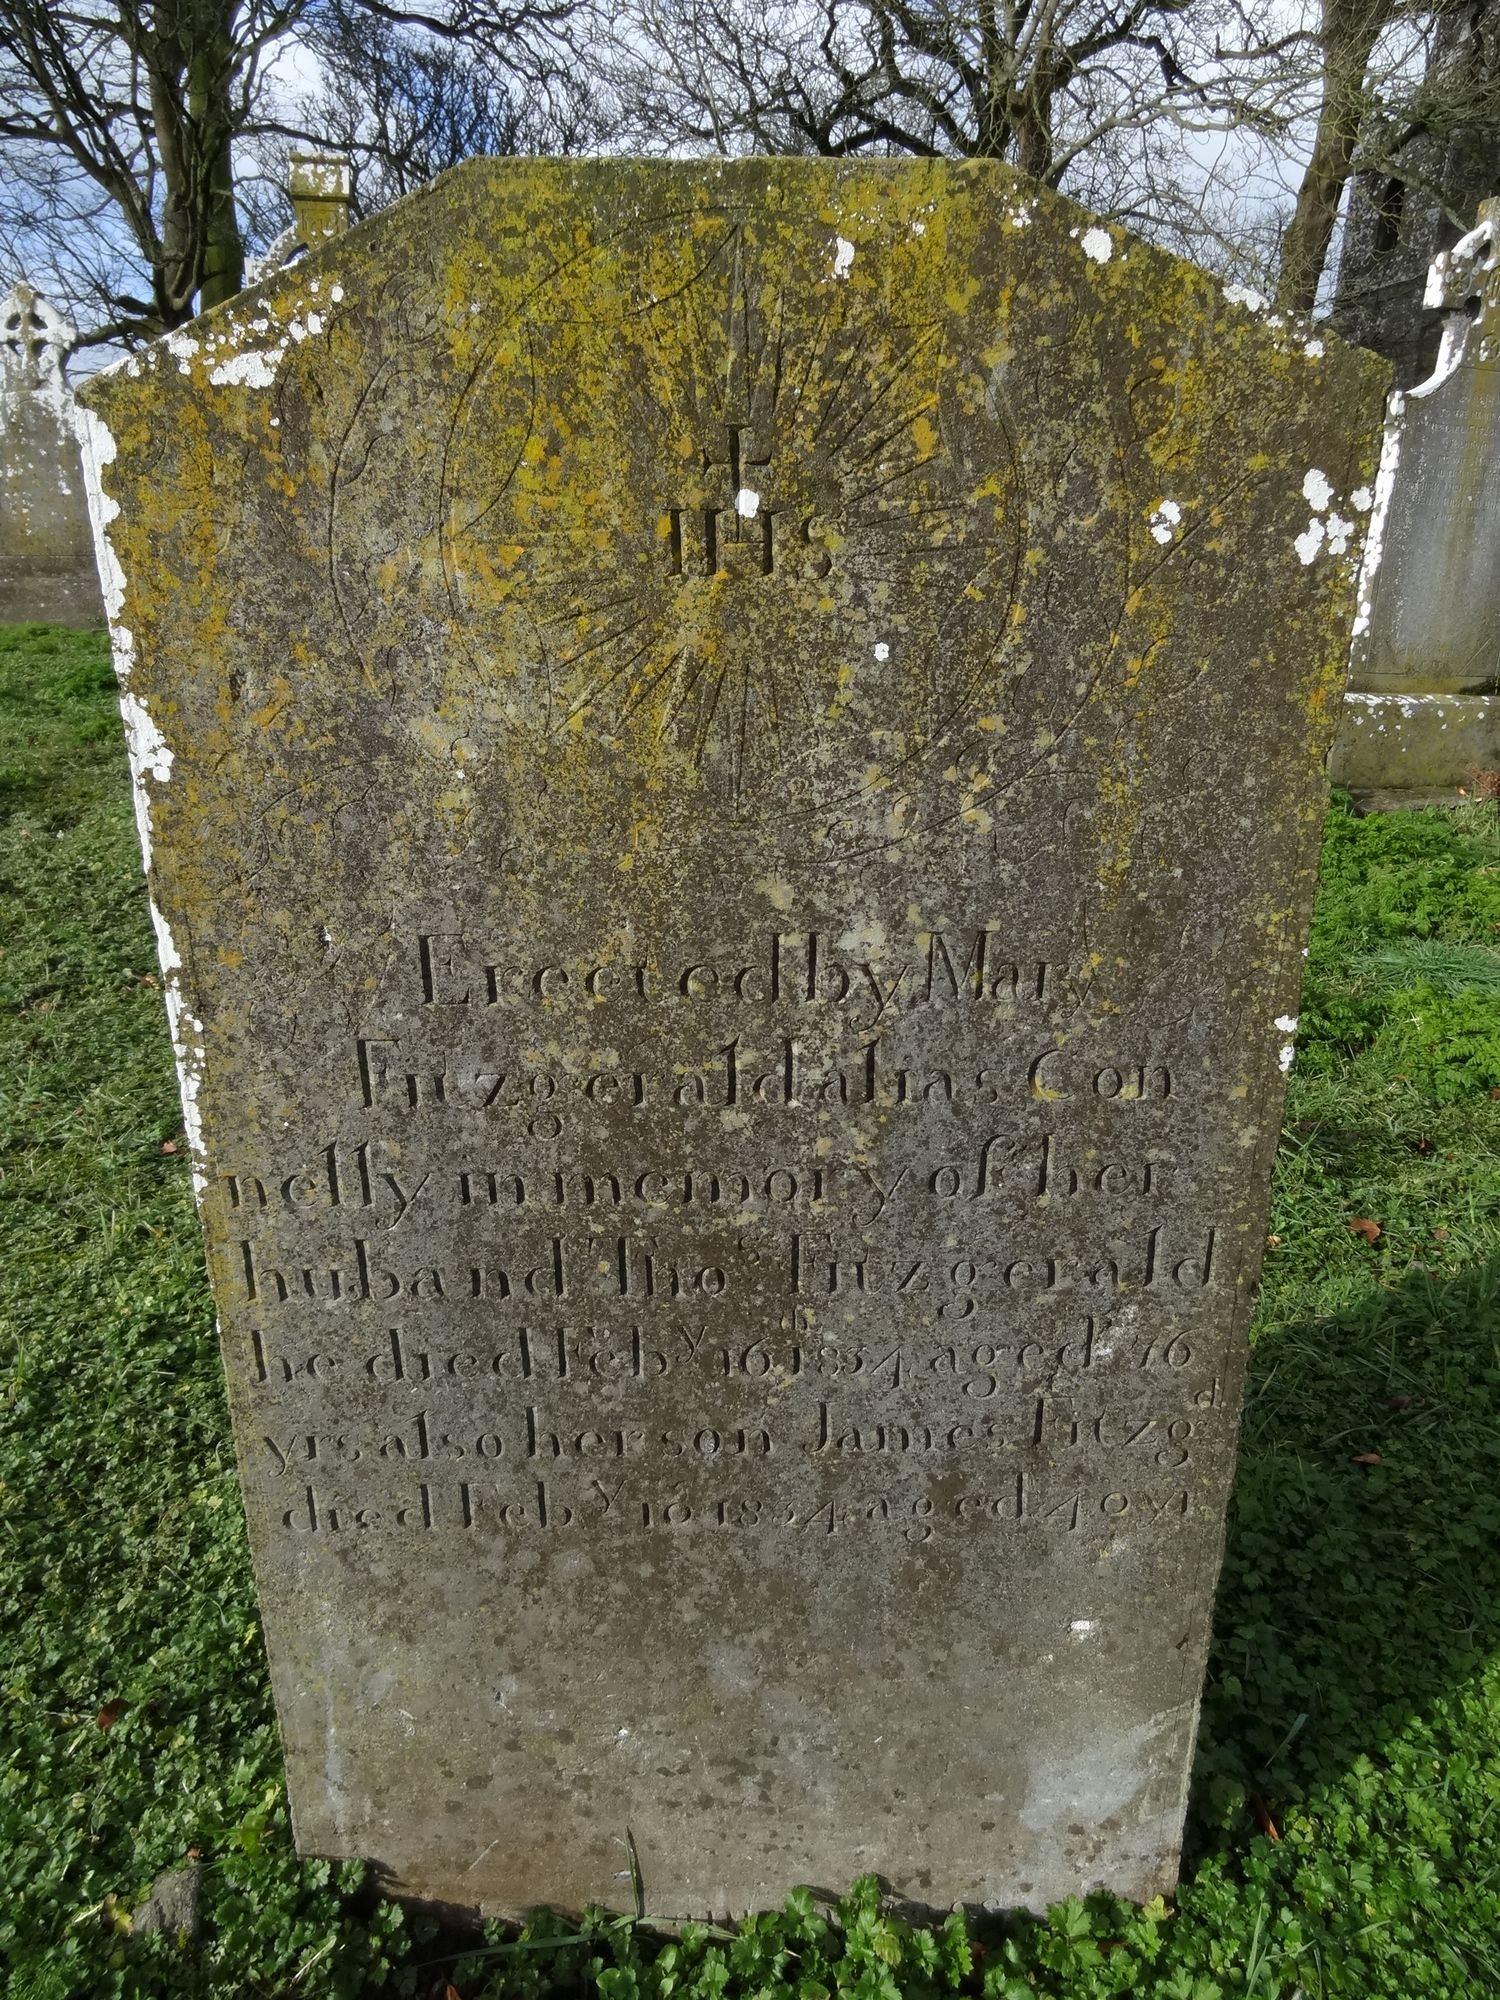 IHS
Erected by Mary
Fitzgerald alias Con
nelly in memory of her
huband Thos Fitzgerald
he died Feby 16th 1834 aged 76
yrs also her son James Fitzgd
died Feby 16 1834 aged 40 yr